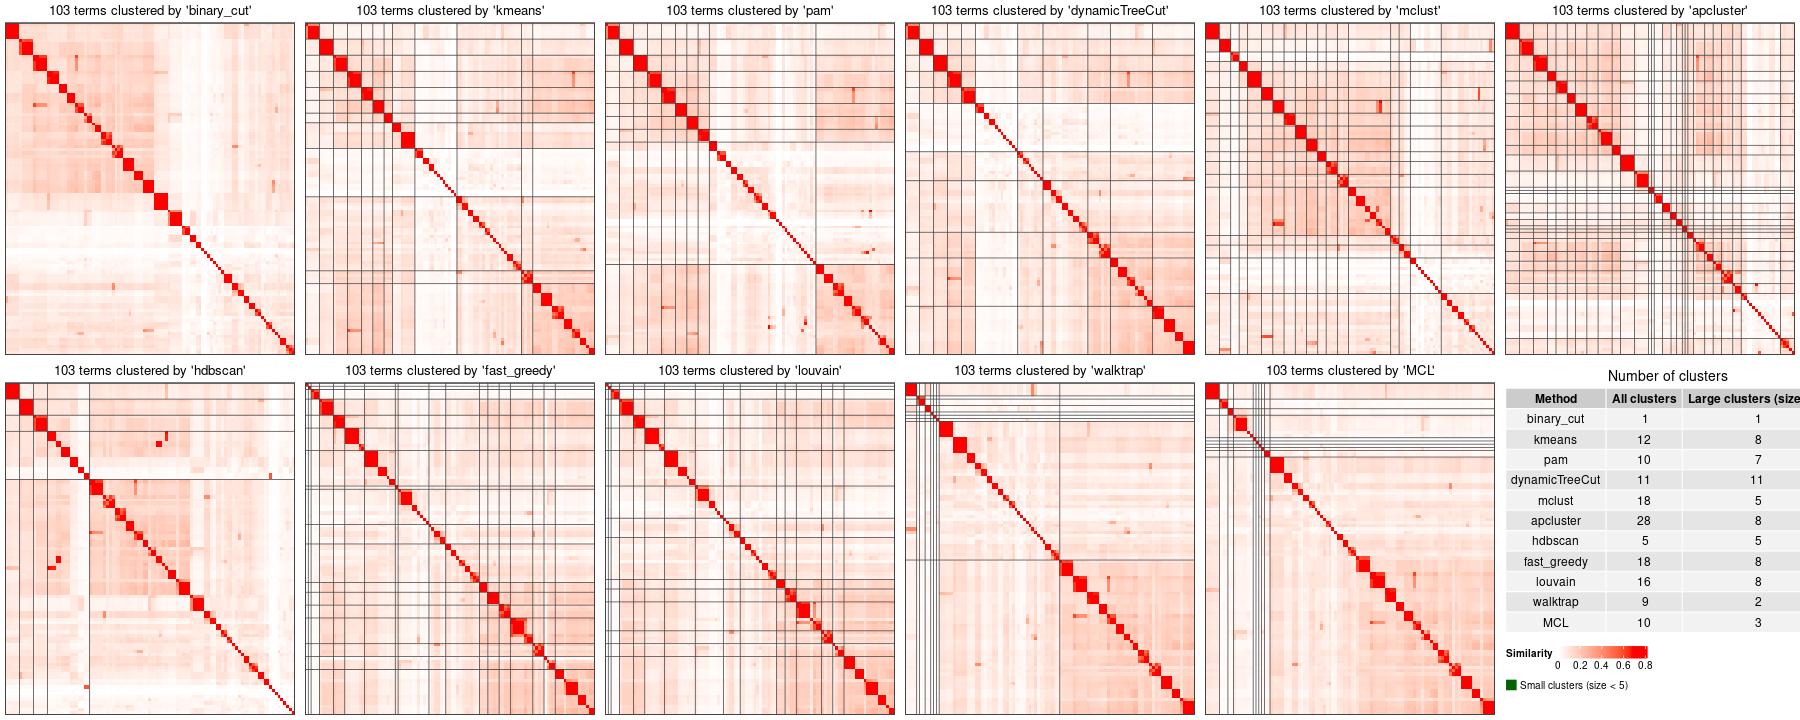 103 terms clustered by 'binary_cut'
103 terms clustered by 'kmeans'
103 terms clustered by 'pam'
103 terms clustered by 'dynamicTreeCut'
103 terms clustered by 'mclust'
103 terms clustered by 'apcluster'
103 terms clustered by 'hdbscan'
103 terms clustered by 'fast_greedy'
103 terms clustered by 'louvain'
103 terms clustered by 'walktrap'
103 terms clustered by 'MCL'
Number of clusters
Method All clusters Large clusters (size
binary_cut 1 1
kmeans 12 8
pam 10 7
dynamicTreeCut 11 11
mclust 18 5
apcluster 28 8
hdbscan 5 5
fast_greedy 18 8
louvain 16 8
walktrap 9 2
MCL 10 3
Similarity
0 0.2 0.4 0.6 0.8
Small clusters (size < 5)